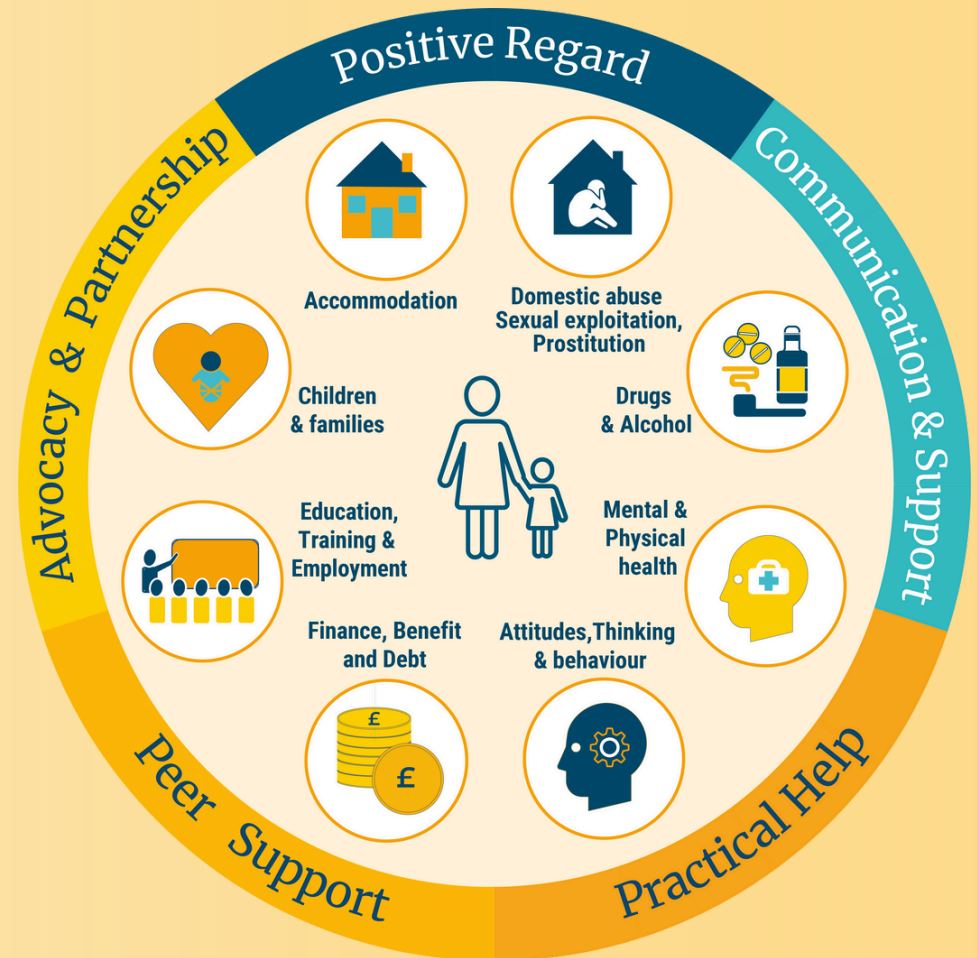 Positive Regard
Communication & Support
Practical Help
Peer Support
Advocacy & Partnership
Accommodation
Domestic abuse
Sexual exploitation,
Prostitution
Children
& families
Drugs
& Alcohol
Education,
Training &
Employment
Mental &
Physical
health
Finance, Benefit
and Debt
Attitudes,Thinking
& behaviour
£
£